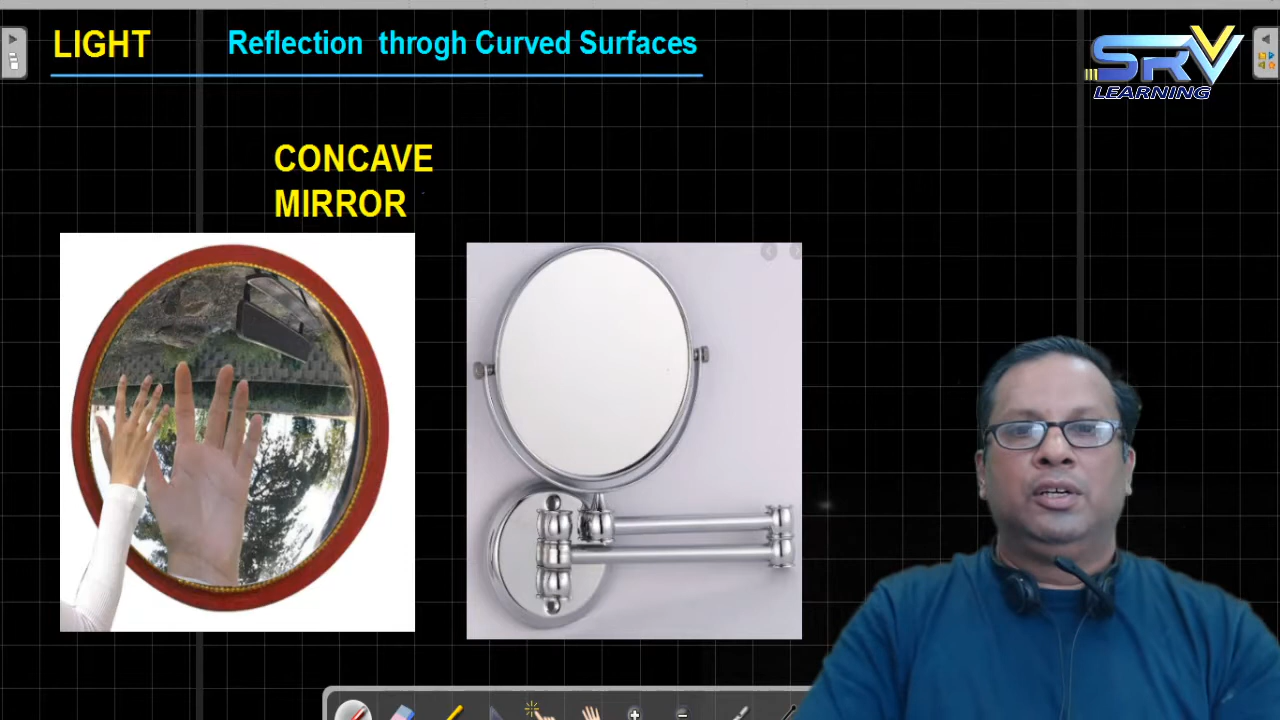 LIGHT
Reflection throgh Curved Surfaces
SRV
LEARNING
CONCAVE
MIRROR